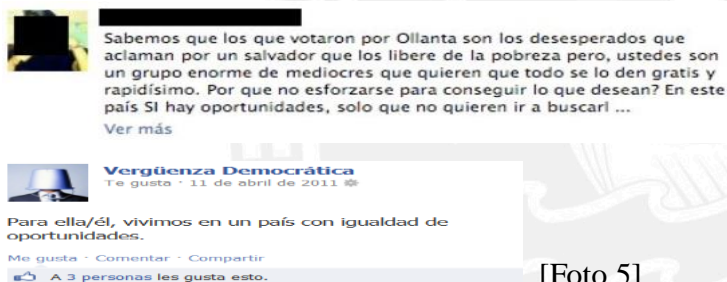 Sabemos que los que votaron por Ollanta son los desesperados que
aclaman por un salvador que los libere de la pobreza pero, ustedes son
un grupo enorme de mediocres que quieren que todo se lo den gratis y
rapidísimo. Por que no esforzarse para conseguir lo que desean? En este
país SI hay oportunidades, solo que no quieren ir a buscarl ...
Ver más
Vergüenza Democrática
Te gusta · 11 de abril de 2011
Para ella/él, vivimos en un país con igualdad de
oportunidades.
Me gusta · Comentar · Compartir
A 3 personas les gusta esto.
[Foto 5]